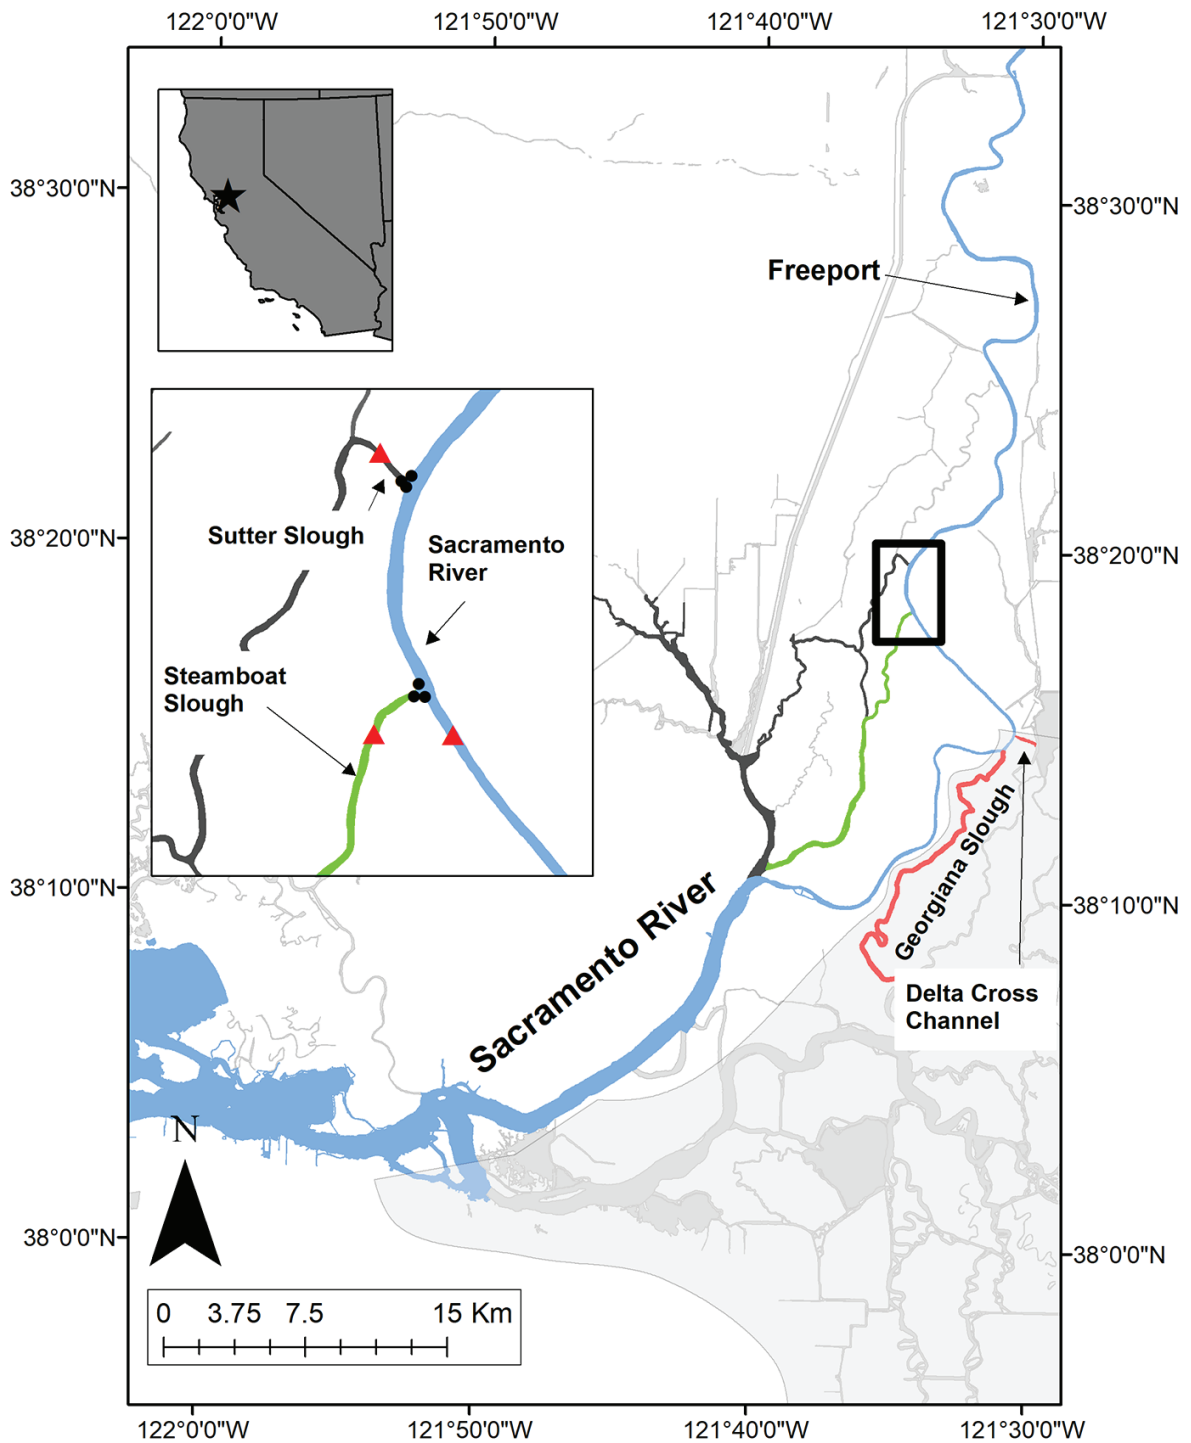 122°0'0"W
121°50'0"W
121°40'0"W
121°30'0"W
38°30'0"N
38°30'0"N
Freeport
Sutter Slough
Sacramento
River
38°20'0"N
38°20'0"N
Steamboat
Slough
Georgiana Slough
38°10'0"N
38°10'0"N
Sacramento River
Delta Cross
Channel
N
38°0'0"N
38°0'0"N
0 3.75 7.5 15 Km
122°0'0"W
121°50'0"W
121°40'0"W
121°30'0"W